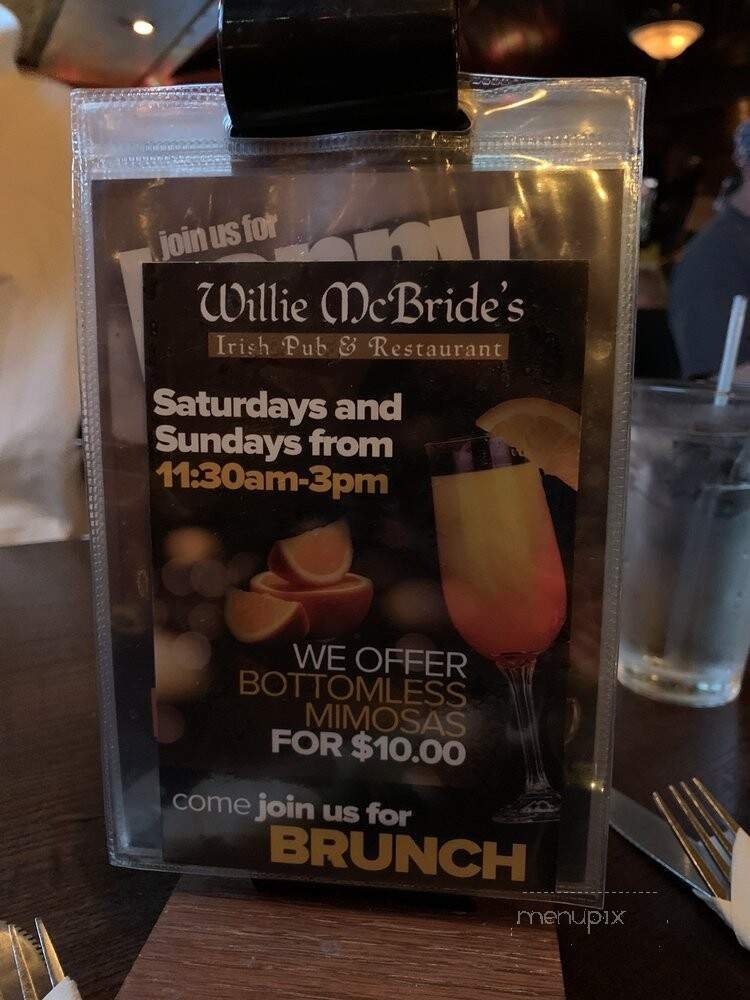 join us for
Willie McBride's
Irish Pub & Restaurant
Saturdays and
Sundays from
11:30am-3pm
WE OFFER
BOTTOMLESS
MIMOSAS
FOR $10.00
come join us for
BRUNCH
menupix